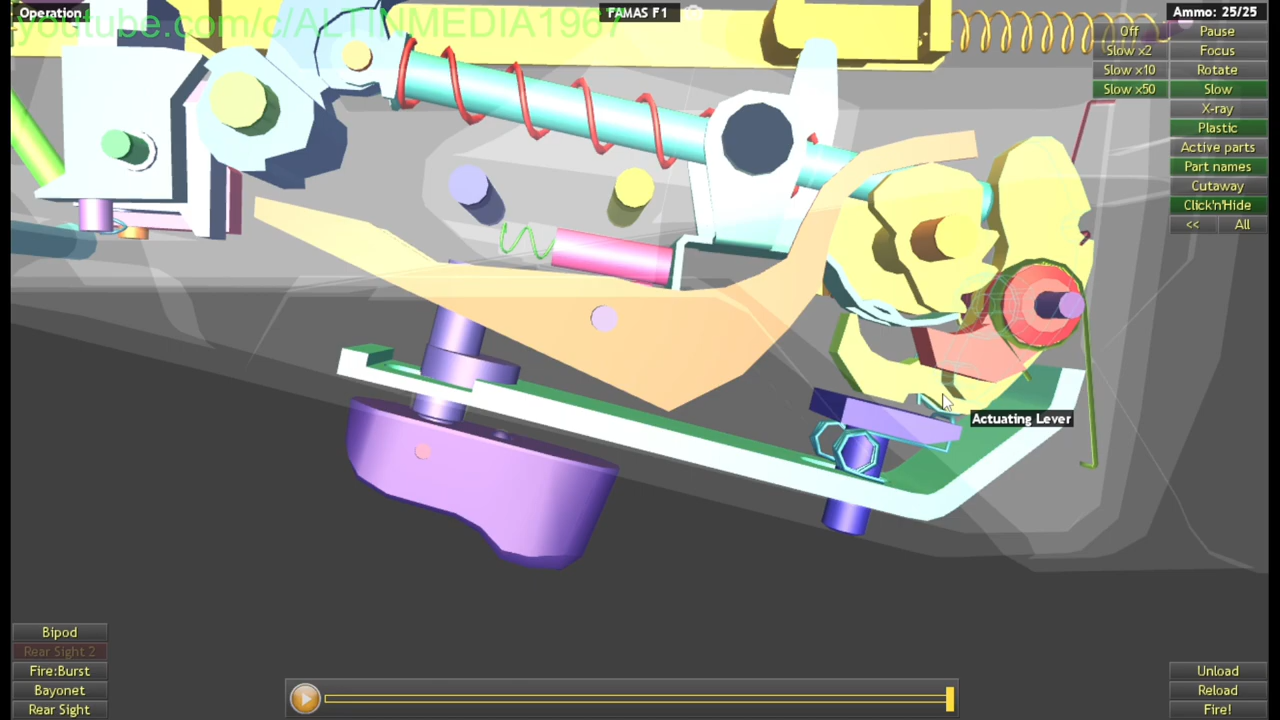 Operation
FAMAS F1
Ammo: 25/25
youtube.com/c/ALTINMEDIA1967
Off
Pause
Slow x2
Focus
Slow x10
Rotate
Slow x50
Slow
X-ray
Plastic
Active parts
Part names
Cutaway
Click'n'Hide
<<
All
Actuating Lever
Bipod
Rear Sight 2
Fire:Burst
Bayonet
Rear Sight
Unload
Reload
Fire!